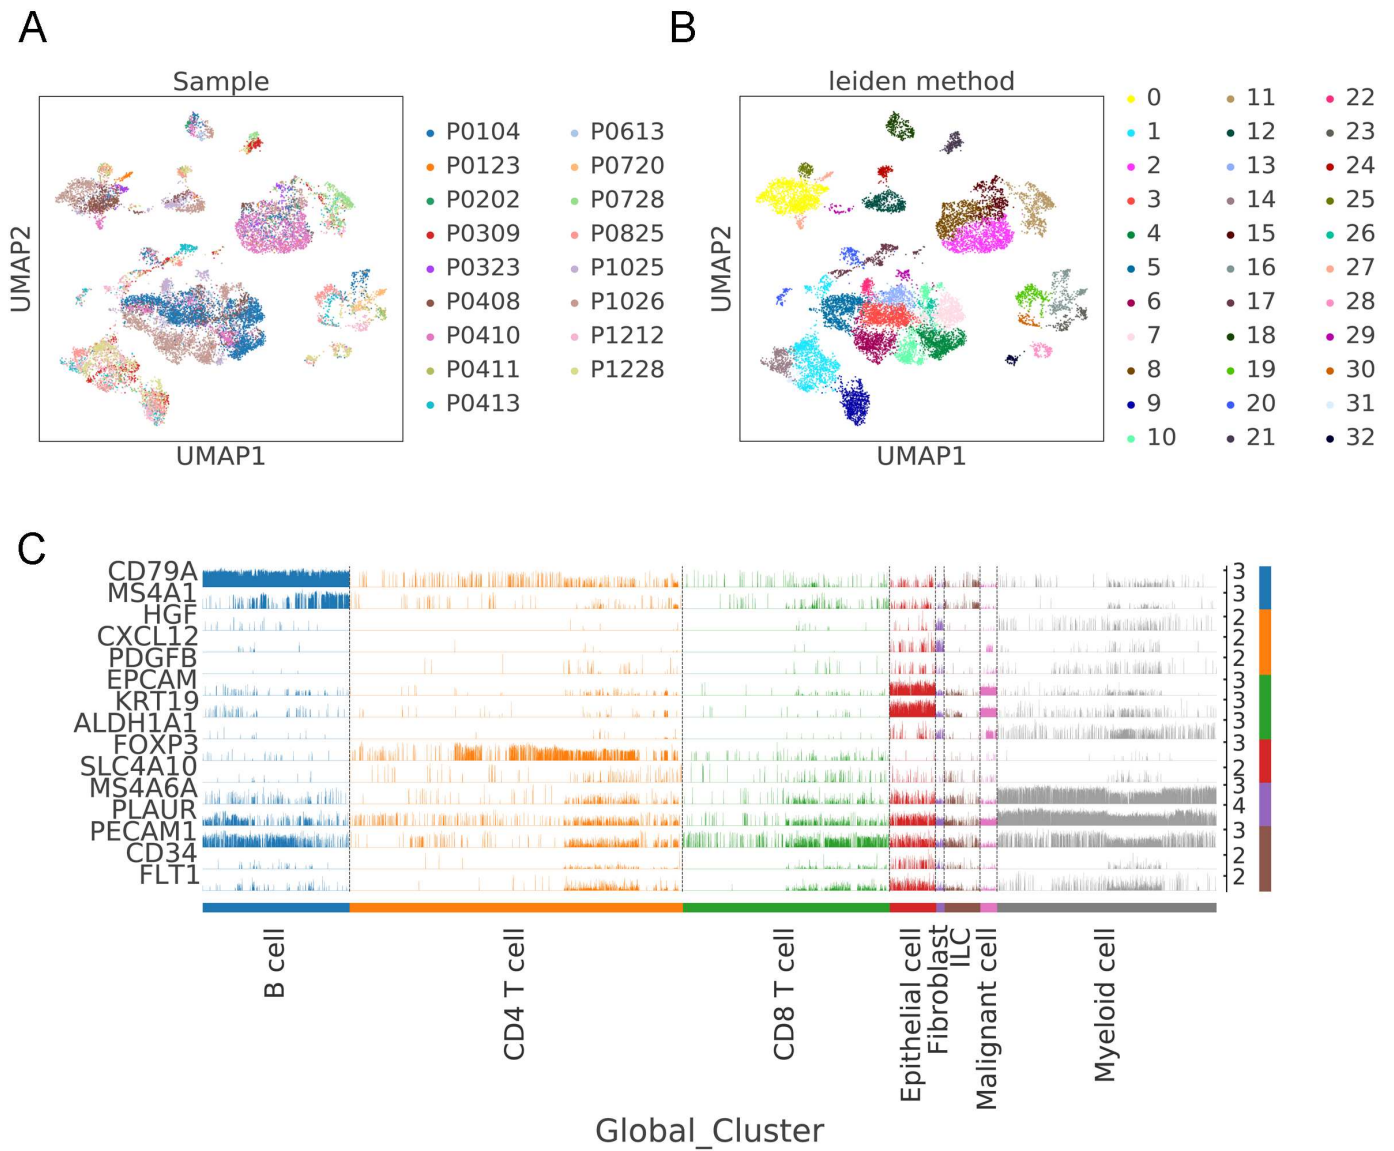 A
B
Sample
leiden method
UMAP2
UMAP1
P0104
P0123
P0202
P0309
P0323
P0408
P0410
P0411
P0413
P0613
P0720
P0728
P0825
P1025
P1026
P1212
P1228
UMAP2
UMAP1
0
1
2
3
4
5
6
7
8
9
10
11
12
13
14
15
16
17
18
19
20
21
22
23
24
25
26
27
28
29
30
31
32
C
CD79A
MS4A1
HGF
CXCL12
PDGFB
EPCAM
KRT19
ALDH1A1
FOXP3
SLC4A10
MS4A6A
PLAUR
PECAM1
CD34
FLT1
3
3
2
2
2
3
3
3
3
2
3
4
3
2
2
B cell
CD4 T cell
CD8 T cell
Epithelial cell
Fibroblast
ILC
Malignant cell
Myeloid cell
Global_Cluster